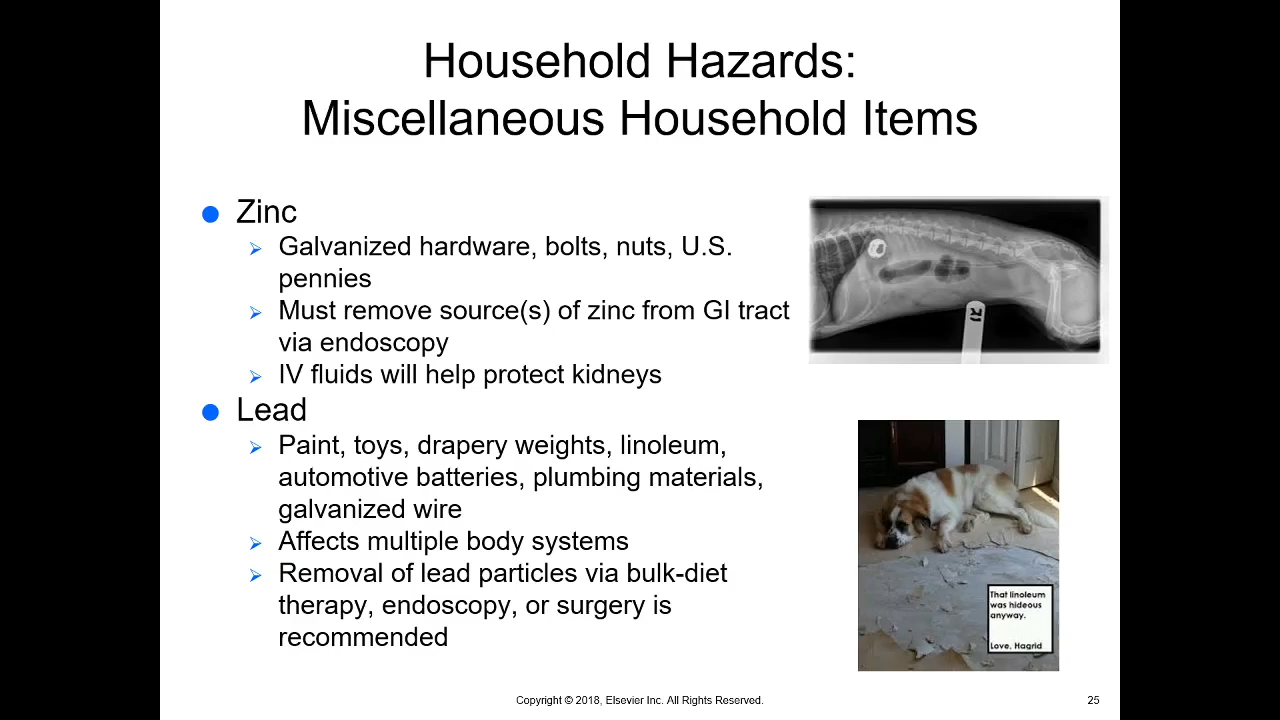 Household Hazards:
Miscellaneous Household Items
Zinc
Galvanized hardware, bolts, nuts, U.S.
pennies
Must remove source(s) of zinc from GI tract
via endoscopy
IV fluids will help protect kidneys
Lead
Paint, toys, drapery weights, linoleum,
automotive batteries, plumbing materials,
galvanized wire
Affects multiple body systems
Removal of lead particles via bulk-diet
therapy, endoscopy, or surgery is
recommended
That linoleum
was hideous
anyway.
Love, Hagrid
Copyright © 2018, Elsevier Inc. All Rights Reserved.
25